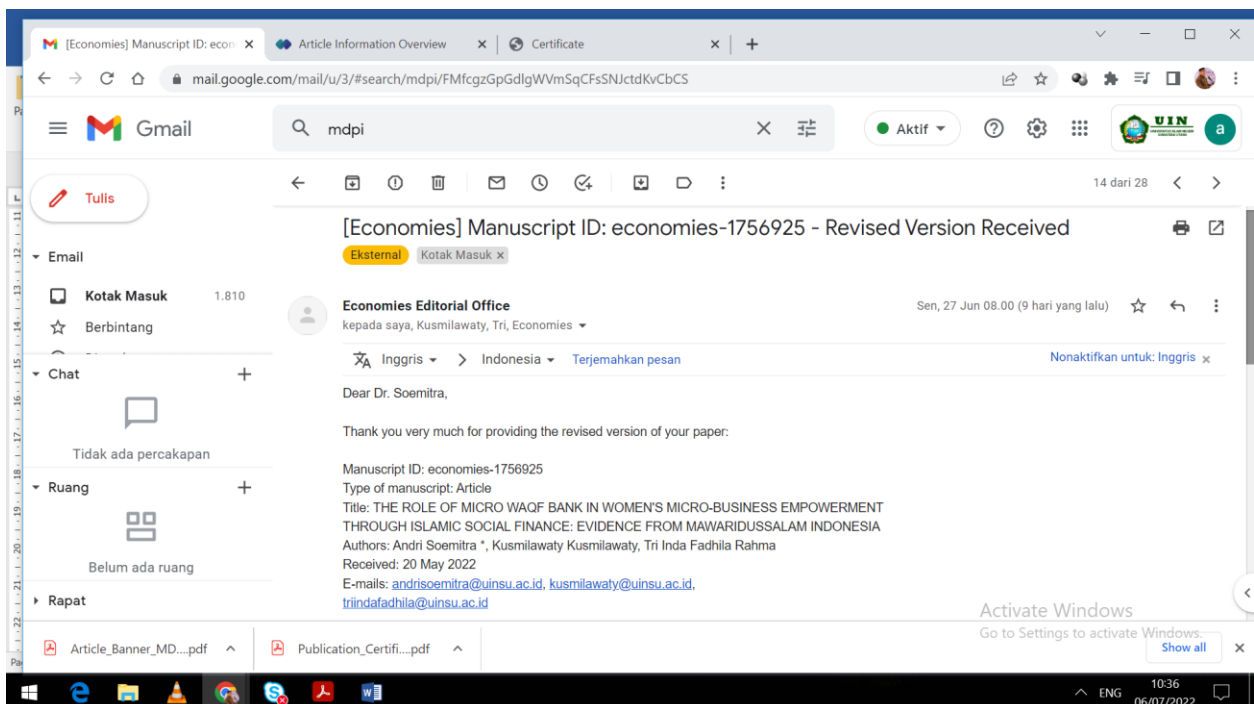 [Economies] Manuscript ID: econ
Article Information Overview
Certificate
mail.google.com/mail/u/3/#search/mdpi/FMfcgzGpGdlgWVmSqCFsSNJctdKvCbCS
Gmail
mdpi
Aktif
UIN
a
Tulis
14 dari 28
[Economies] Manuscript ID: economies-1756925 - Revised Version Received
Eksternal
Kotak Masuk ×
Email
Kotak Masuk 1.810
Berbintang
Economies Editorial Office
Sen, 27 Jun 08.00 (9 hari yang lalu)
kepada saya, Kusmilawaty, Tri, Economies
Inggris
Indonesia
Terjemahkan pesan
Nonaktifkan untuk: Inggris ×
Chat
Tidak ada percakapan
Ruang
Belum ada ruang
Rapat
Dear Dr. Soemitra,
Thank you very much for providing the revised version of your paper:
Manuscript ID: economies-1756925
Type of manuscript: Article
Title: THE ROLE OF MICRO WAQF BANK IN WOMEN'S MICRO-BUSINESS EMPOWERMENT
THROUGH ISLAMIC SOCIAL FINANCE: EVIDENCE FROM MAWARIDUSSALAM INDONESIA
Authors: Andri Soemitra *, Kusmilawaty Kusmilawaty, Tri Inda Fadhila Rahma
Received: 20 May 2022
E-mails: andrisoemitra@uinsu.ac.id, kusmilawaty@uinsu.ac.id,
triindafadhila@uinsu.ac.id
Activate Windows
Go to Settings to activate Windows.
Article_Banner_MD....pdf
Publication_Certifi....pdf
Show all
ENG
10:36
06/07/2022